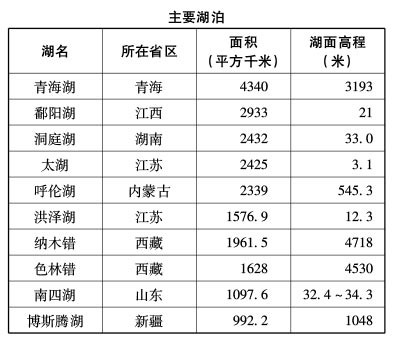 主要湖泊
湖名 所在省区 面积（平方千米） 湖面高程（米）
青海湖 青海 4340 3193
鄱阳湖 江西 2933 21
洞庭湖 湖南 2432 33.0
太湖 江苏 2425 3.1
呼伦湖 内蒙古 2339 545.3
洪泽湖 江苏 1576.9 12.3
纳木错 西藏 1961.5 4718
色林错 西藏 1628 4530
南四湖 山东 1097.6 32.4~34.3
博斯腾湖 新疆 992.2 1048